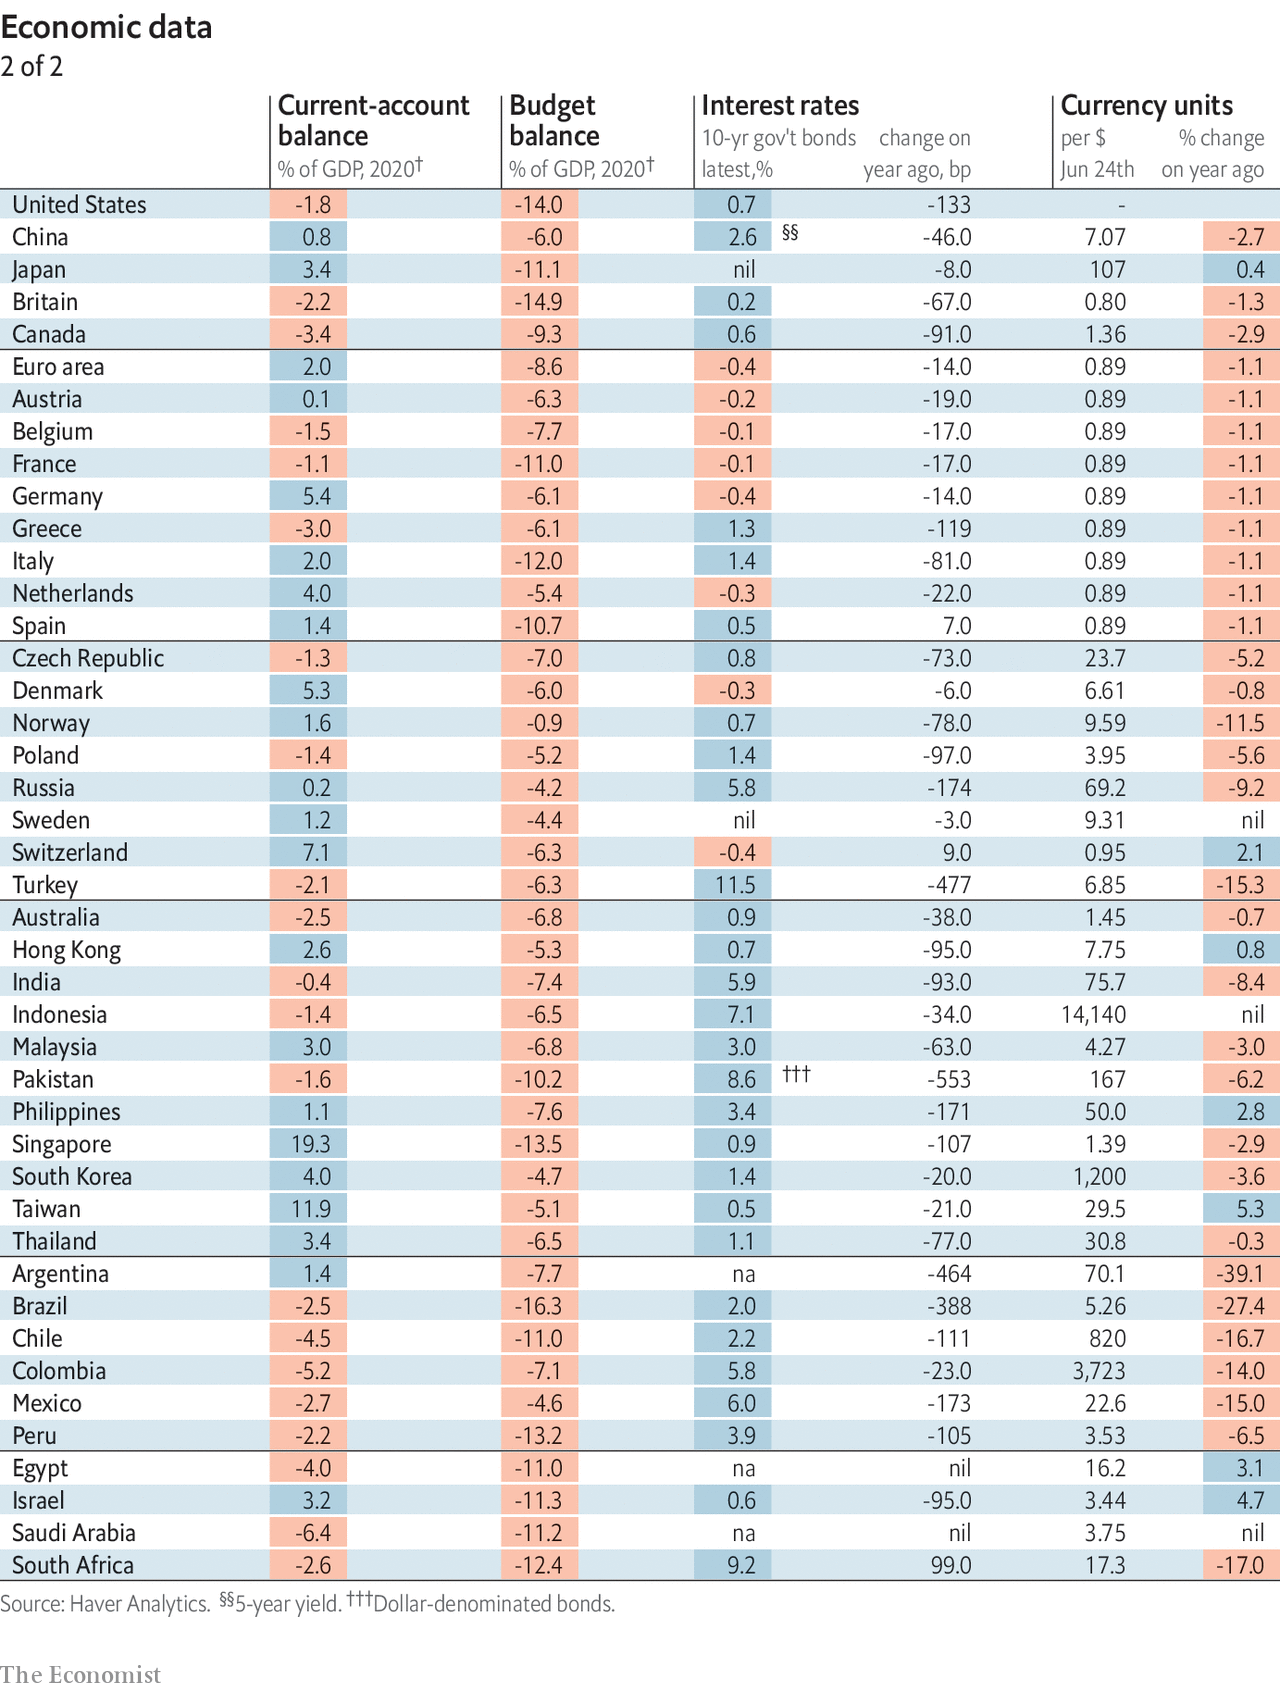 Economic data
2 of 2
Current-account balance % of GDP, 2020† Budget balance % of GDP, 2020† Interest rates 10-yr gov't bonds latest,% change on year ago, bp Currency units per $ Jun 24th % change on year ago
United States -1.8 -14.0 0.7 -133 -
China 0.8 -6.0 2.6 §§ -46.0 7.07 -2.7
Japan 3.4 -11.1 nil -8.0 107 0.4
Britain -2.2 -14.9 0.2 -67.0 0.80 -1.3
Canada -3.4 -9.3 0.6 -91.0 1.36 -2.9
Euro area 2.0 -8.6 -0.4 -14.0 0.89 -1.1
Austria 0.1 -6.3 -0.2 -19.0 0.89 -1.1
Belgium -1.5 -7.7 -0.1 -17.0 0.89 -1.1
France -1.1 -11.0 -0.1 -17.0 0.89 -1.1
Germany 5.4 -6.1 -0.4 -14.0 0.89 -1.1
Greece -3.0 -6.1 1.3 -119 0.89 -1.1
Italy 2.0 -12.0 1.4 -81.0 0.89 -1.1
Netherlands 4.0 -5.4 -0.3 -22.0 0.89 -1.1
Spain 1.4 -10.7 0.5 7.0 0.89 -1.1
Czech Republic -1.3 -7.0 0.8 -73.0 23.7 -5.2
Denmark 5.3 -6.0 -0.3 -6.0 6.61 -0.8
Norway 1.6 -0.9 0.7 -78.0 9.59 -11.5
Poland -1.4 -5.2 1.4 -97.0 3.95 -5.6
Russia 0.2 -4.2 5.8 -174 69.2 -9.2
Sweden 1.2 -4.4 nil -3.0 9.31 nil
Switzerland 7.1 -6.3 -0.4 9.0 0.95 2.1
Turkey -2.1 -6.3 11.5 -477 6.85 -15.3
Australia -2.5 -6.8 0.9 -38.0 1.45 -0.7
Hong Kong 2.6 -5.3 0.7 -95.0 7.75 0.8
India -0.4 -7.4 5.9 -93.0 75.7 -8.4
Indonesia -1.4 -6.5 7.1 -34.0 14,140 nil
Malaysia 3.0 -6.8 3.0 -63.0 4.27 -3.0
Pakistan -1.6 -10.2 8.6 ††† -553 167 -6.2
Philippines 1.1 -7.6 3.4 -171 50.0 2.8
Singapore 19.3 -13.5 0.9 -107 1.39 -2.9
South Korea 4.0 -4.7 1.4 -20.0 1,200 -3.6
Taiwan 11.9 -5.1 0.5 -21.0 29.5 5.3
Thailand 3.4 -6.5 1.1 -77.0 30.8 -0.3
Argentina 1.4 -7.7 na -464 70.1 -39.1
Brazil -2.5 -16.3 2.0 -388 5.26 -27.4
Chile -4.5 -11.0 2.2 -111 820 -16.7
Colombia -5.2 -7.1 5.8 -23.0 3,723 -14.0
Mexico -2.7 -4.6 6.0 -173 22.6 -15.0
Peru -2.2 -13.2 3.9 -105 3.53 -6.5
Egypt -4.0 -11.0 na nil 16.2 3.1
Israel 3.2 -11.3 0.6 -95.0 3.44 4.7
Saudi Arabia -6.4 -11.2 na nil 3.75 nil
South Africa -2.6 -12.4 9.2 99.0 17.3 -17.0
Source: Haver Analytics. §§5-year yield. †††Dollar-denominated bonds.
The Economist